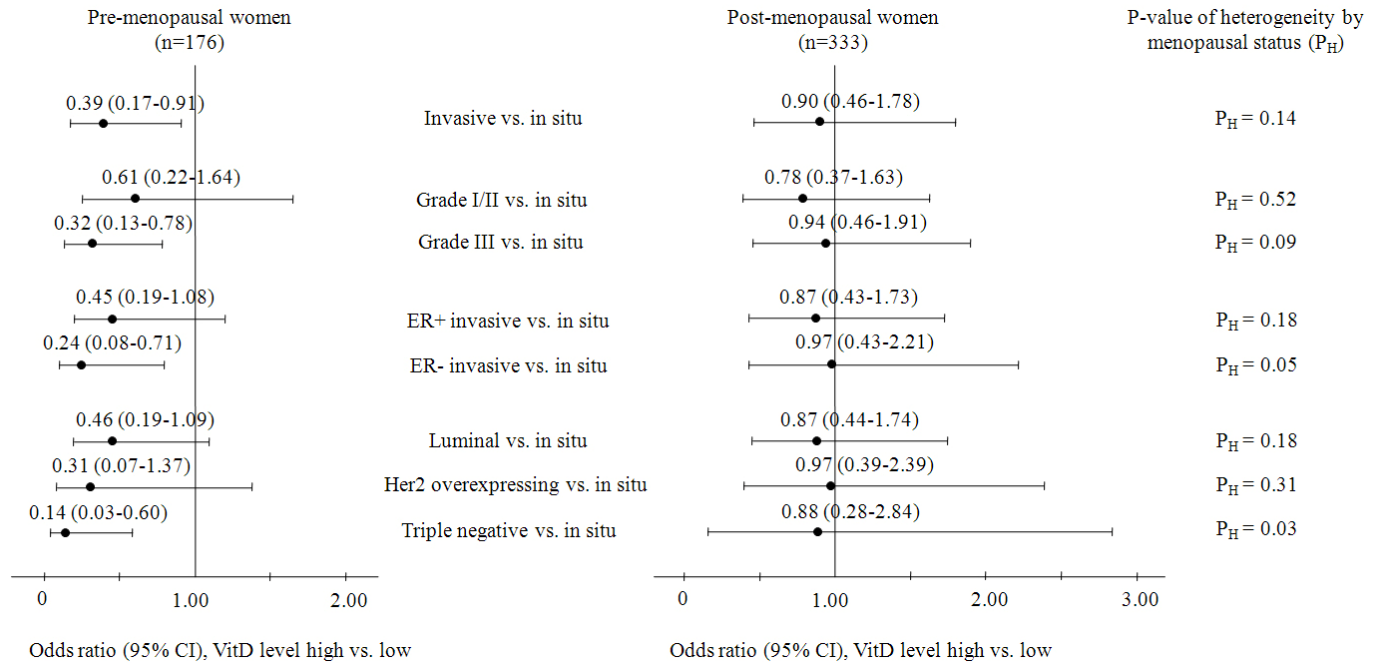 Pre-menopausal women
(n=176)
Post-menopausal women
(n=333)
P-value of heterogeneity by
menopausal status (PH)
0.39 (0.17-0.91)
Invasive vs. in situ
0.90 (0.46-1.78)
PH = 0.14
0.61 (0.22-1.64)
Grade I/II vs. in situ
0.78 (0.37-1.63)
PH = 0.52
0.32 (0.13-0.78)
Grade III vs. in situ
0.94 (0.46-1.91)
PH = 0.09
0.45 (0.19-1.08)
ER+ invasive vs. in situ
0.87 (0.43-1.73)
PH = 0.18
0.24 (0.08-0.71)
ER- invasive vs. in situ
0.97 (0.43-2.21)
PH = 0.05
0.46 (0.19-1.09)
Luminal vs. in situ
0.87 (0.44-1.74)
PH = 0.18
0.31 (0.07-1.37)
Her2 overexpressing vs. in situ
0.97 (0.39-2.39)
PH = 0.31
0.14 (0.03-0.60)
Triple negative vs. in situ
0.88 (0.28-2.84)
PH = 0.03
0 1.00 2.00
0 1.00 2.00 3.00
Odds ratio (95% CI), VitD level high vs. low
Odds ratio (95% CI), VitD level high vs. low